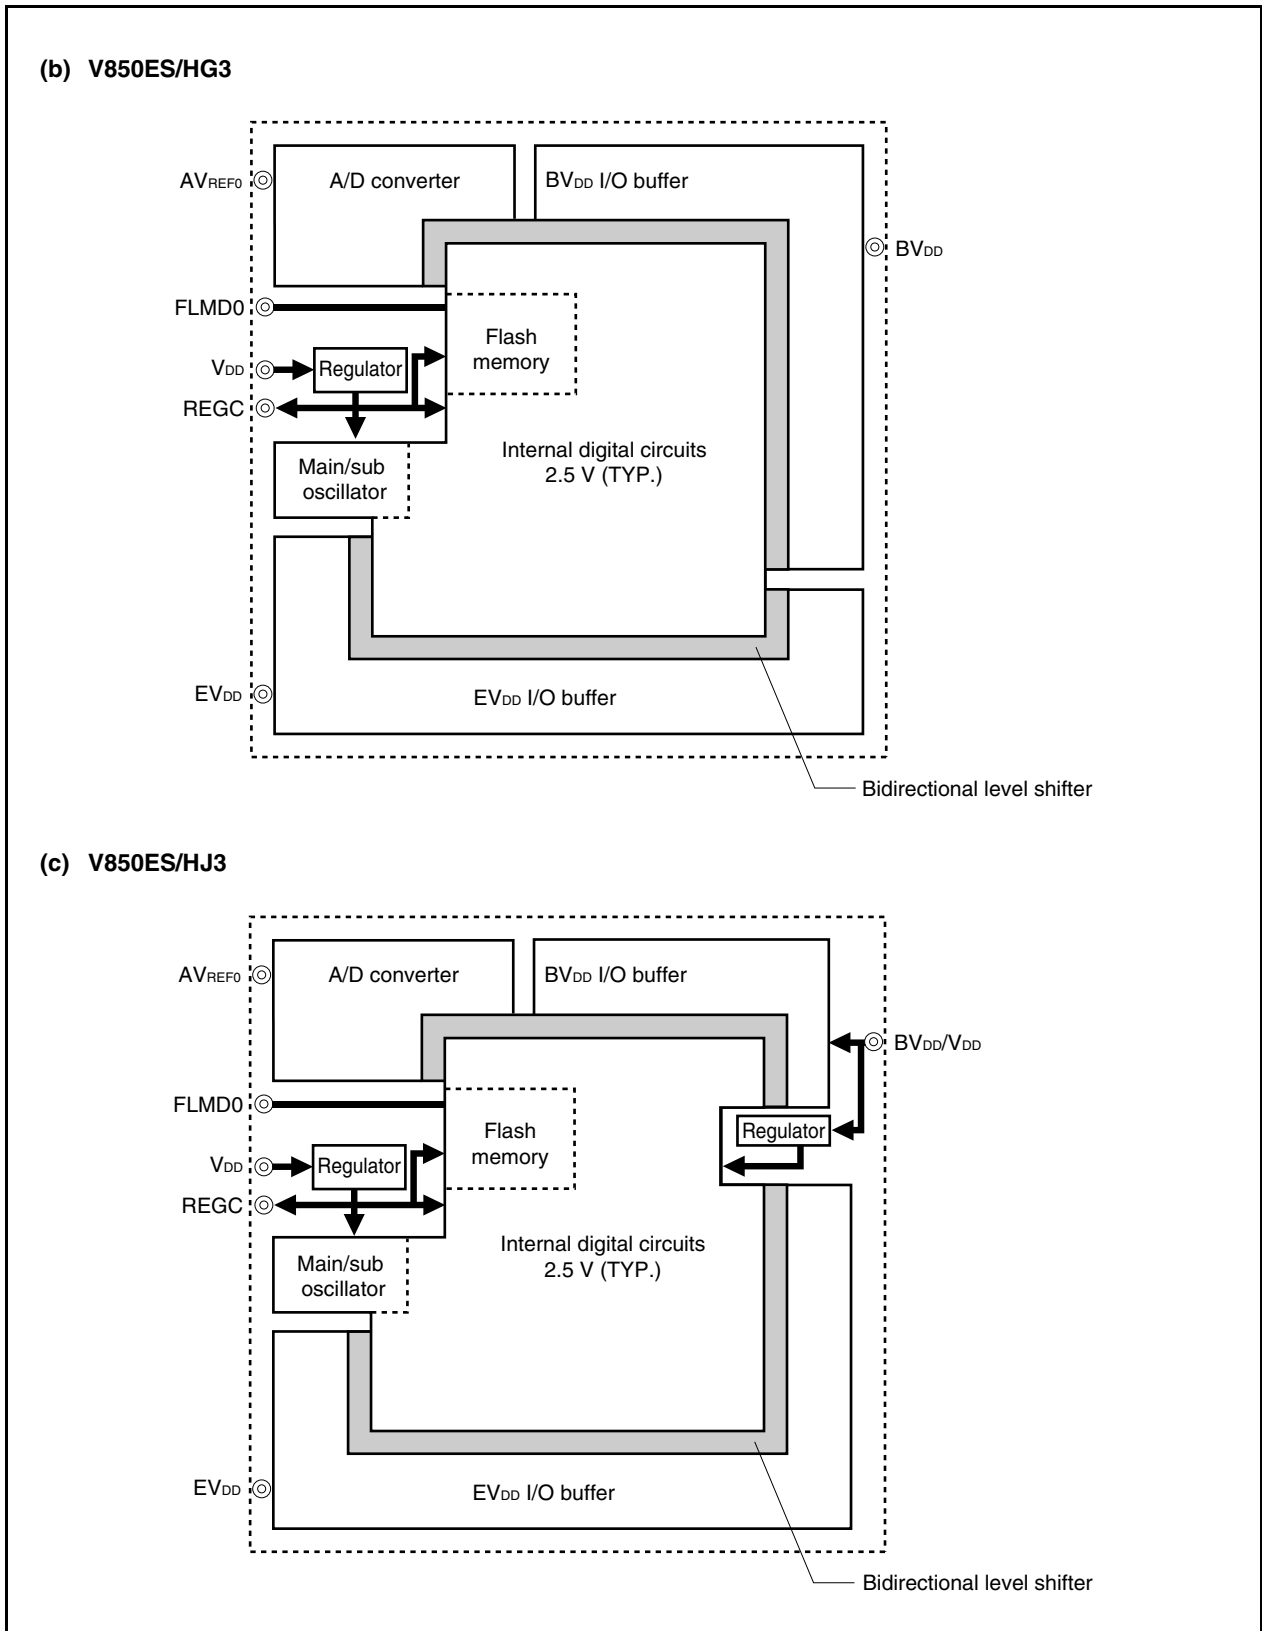 (b) V850ES/HG3
AVREF0
A/D converter
BVDD I/O buffer
BVDD
FLMD0
Flash
memory
VDD
Regulator
REGC
Internal digital circuits
2.5 V (TYP.)
Main/sub
oscillator
EVDD
EVDD I/O buffer
Bidirectional level shifter
(c) V850ES/HJ3
AVREF0
A/D converter
BVDD I/O buffer
BVDD/VDD
FLMD0
Flash
memory
Regulator
VDD
Regulator
REGC
Internal digital circuits
2.5 V (TYP.)
Main/sub
oscillator
EVDD
EVDD I/O buffer
Bidirectional level shifter